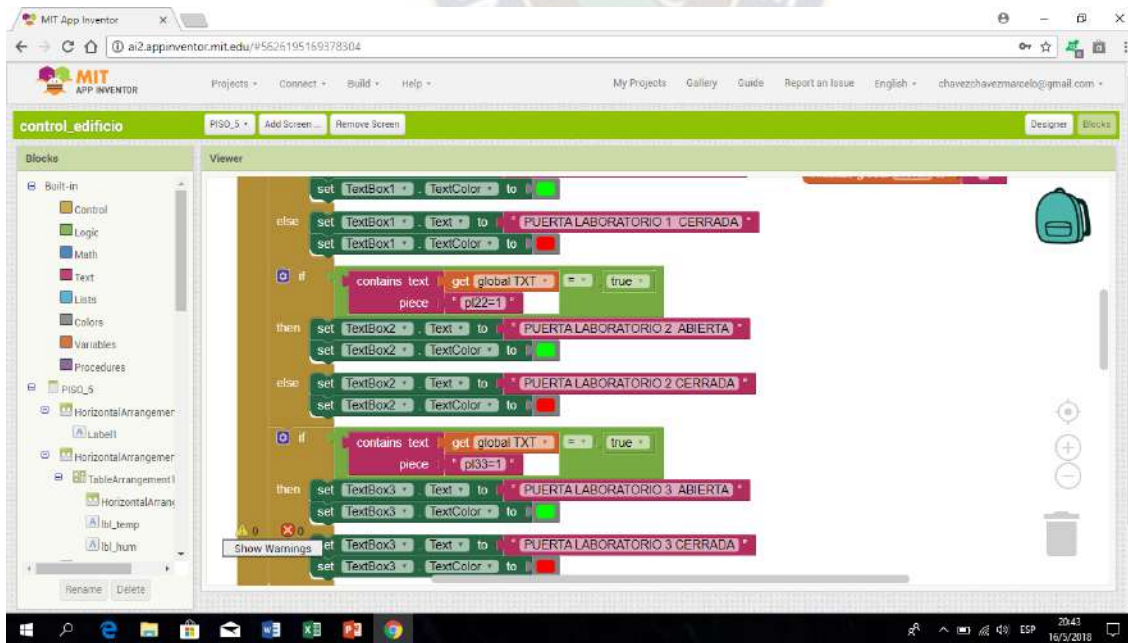 MIT App Inventor
ai2.appinventor.mit.edu/#5626195169378304
MIT
APP INVENTOR
Projects Connect Build Help My Projects Gallery Guide Report an Issue English chavezchavezmarcelo@gmail.com
control_edificio PISO_5 Add Screen ... Remove Screen Designer Blocks
Blocks Viewer
Built-in
Control
Logic
Math
Text
Lists
Colors
Variables
Procedures
PISO_5
HorizontalArrangemer
Label1
HorizontalArrangemer
TableArrangement1
HorizontalArrang
lbl_temp
lbl_hum
Rename Delete
set TextBox1 . TextColor to
else set TextBox1 . Text to " PUERTA LABORATORIO 1 CERRADA "
set TextBox1 . TextColor to
if contains text get global TXT = true
piece " pl22=1 "
then set TextBox2 . Text to " PUERTA LABORATORIO 2 ABIERTA "
set TextBox2 . TextColor to
else set TextBox2 . Text to " PUERTA LABORATORIO 2 CERRADA "
set TextBox2 . TextColor to
if contains text get global TXT = true
piece " pl33=1 "
then set TextBox3 . Text to " PUERTA LABORATORIO 3 ABIERTA "
set TextBox3 . TextColor to
0 0
Show Warnings et TextBox3 . Text to " PUERTA LABORATORIO 3 CERRADA "
set TextBox3 . TextColor to
ESP 20:43
16/5/2018